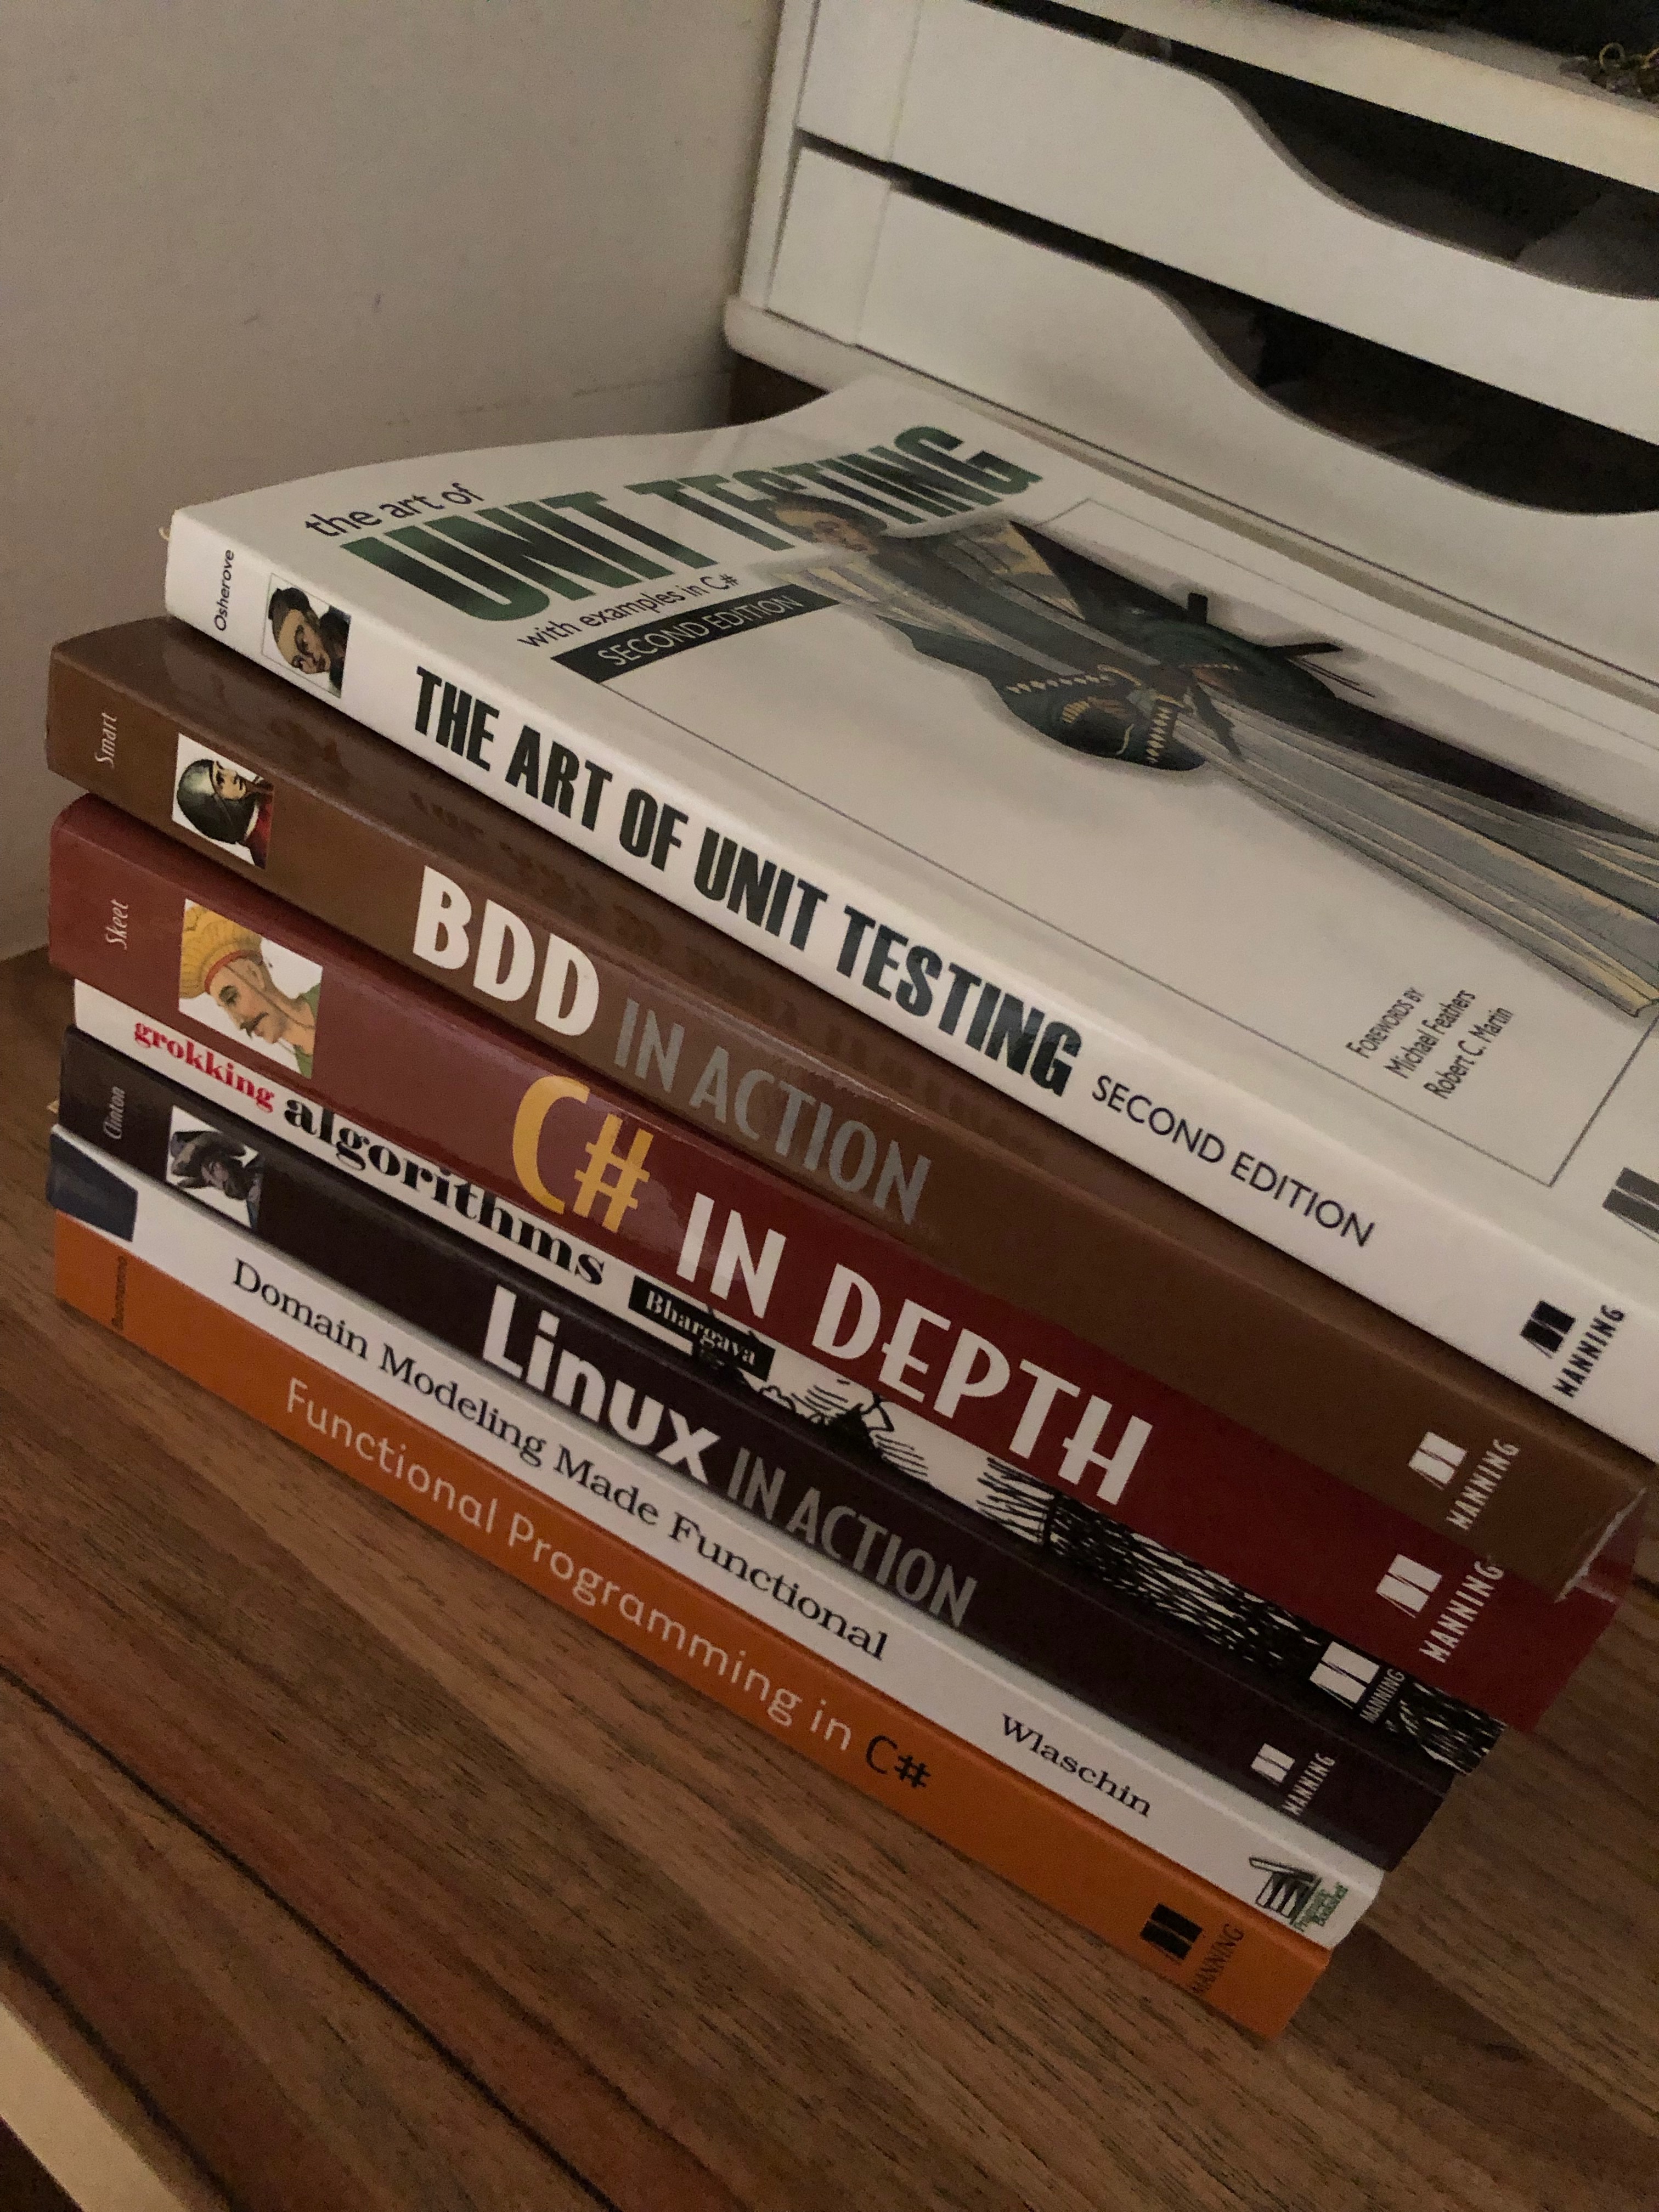 the art of
UNIT TESTING
with examples in C#
SECOND EDITION
FOREWORDS BY
Michael Feathers
Robert C. Martin
Osherove
THE ART OF UNIT TESTING SECOND EDITION
MANNING
Smart
BDD IN ACTION
MANNING
Skeet
C# IN DEPTH
MANNING
grokking algorithms
Bhargava
MANNING
Clinton
Linux IN ACTION
MANNING
Domain Modeling Made Functional
Wlaschin
Functional Programming in C#
MANNING